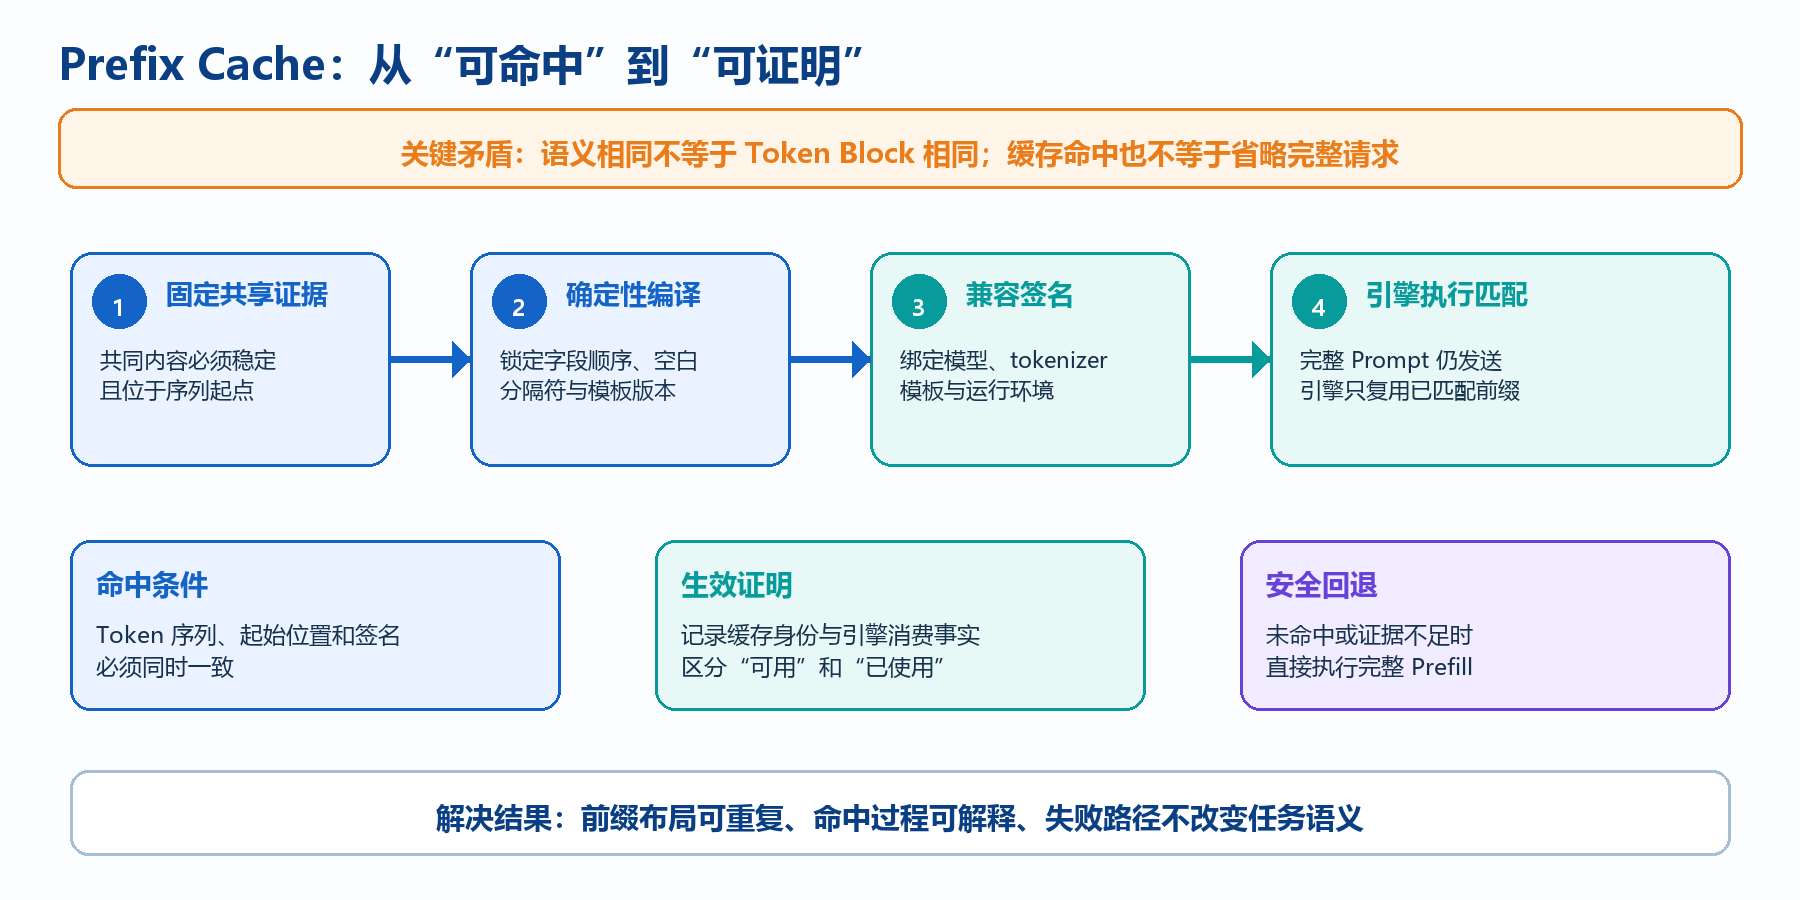 Prefix Cache：从“可命中”到“可证明”
关键矛盾：语义相同不等于 Token Block 相同；缓存命中也不等于省略完整请求
1 固定共享证据
共同内容必须稳定
且位于序列起点
2 确定性编译
锁定字段顺序、空白
分隔符与模板版本
3 兼容签名
绑定模型、tokenizer
模板与运行环境
4 引擎执行匹配
完整 Prompt 仍发送
引擎只复用已匹配前缀
命中条件
Token 序列、起始位置和签名
必须同时一致
生效证明
记录缓存身份与引擎消费事实
区分“可用”和“已使用”
安全回退
未命中或证据不足时
直接执行完整 Prefill
解决结果：前缀布局可重复、命中过程可解释、失败路径不改变任务语义